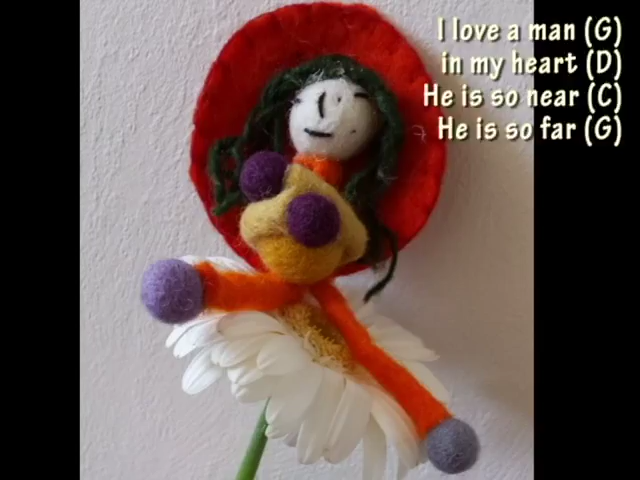 I love a man (G)
in my heart (D)
He is so near (C)
He is so far (G)